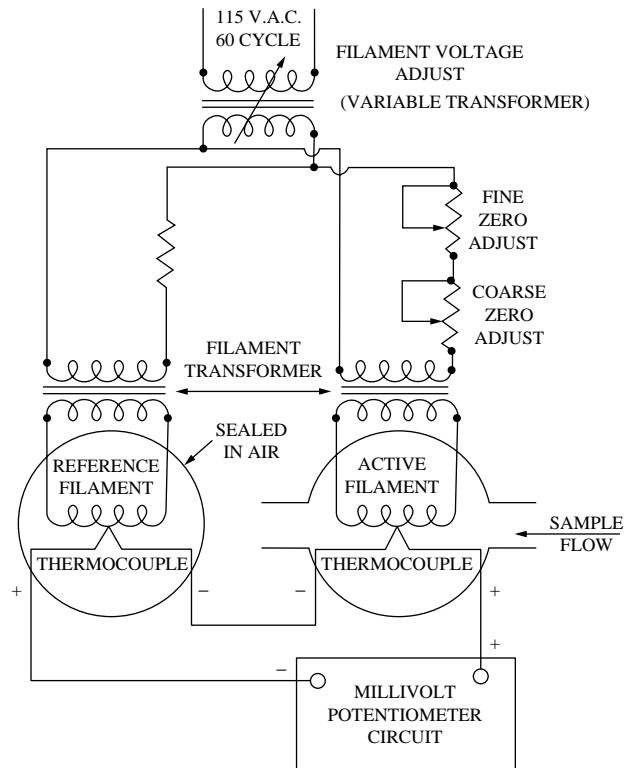 115 V.A.C.
60 CYCLE
FILAMENT VOLTAGE
ADJUST
(VARIABLE TRANSFORMER)
FINE
ZERO
ADJUST
COARSE
ZERO
ADJUST
FILAMENT
TRANSFORMER
SEALED
IN AIR
REFERENCE
FILAMENT
ACTIVE
FILAMENT
SAMPLE
FLOW
THERMOCOUPLE
THERMOCOUPLE
+
−
−
+
−
+
MILLIVOLT
POTENTIOMETER
CIRCUIT